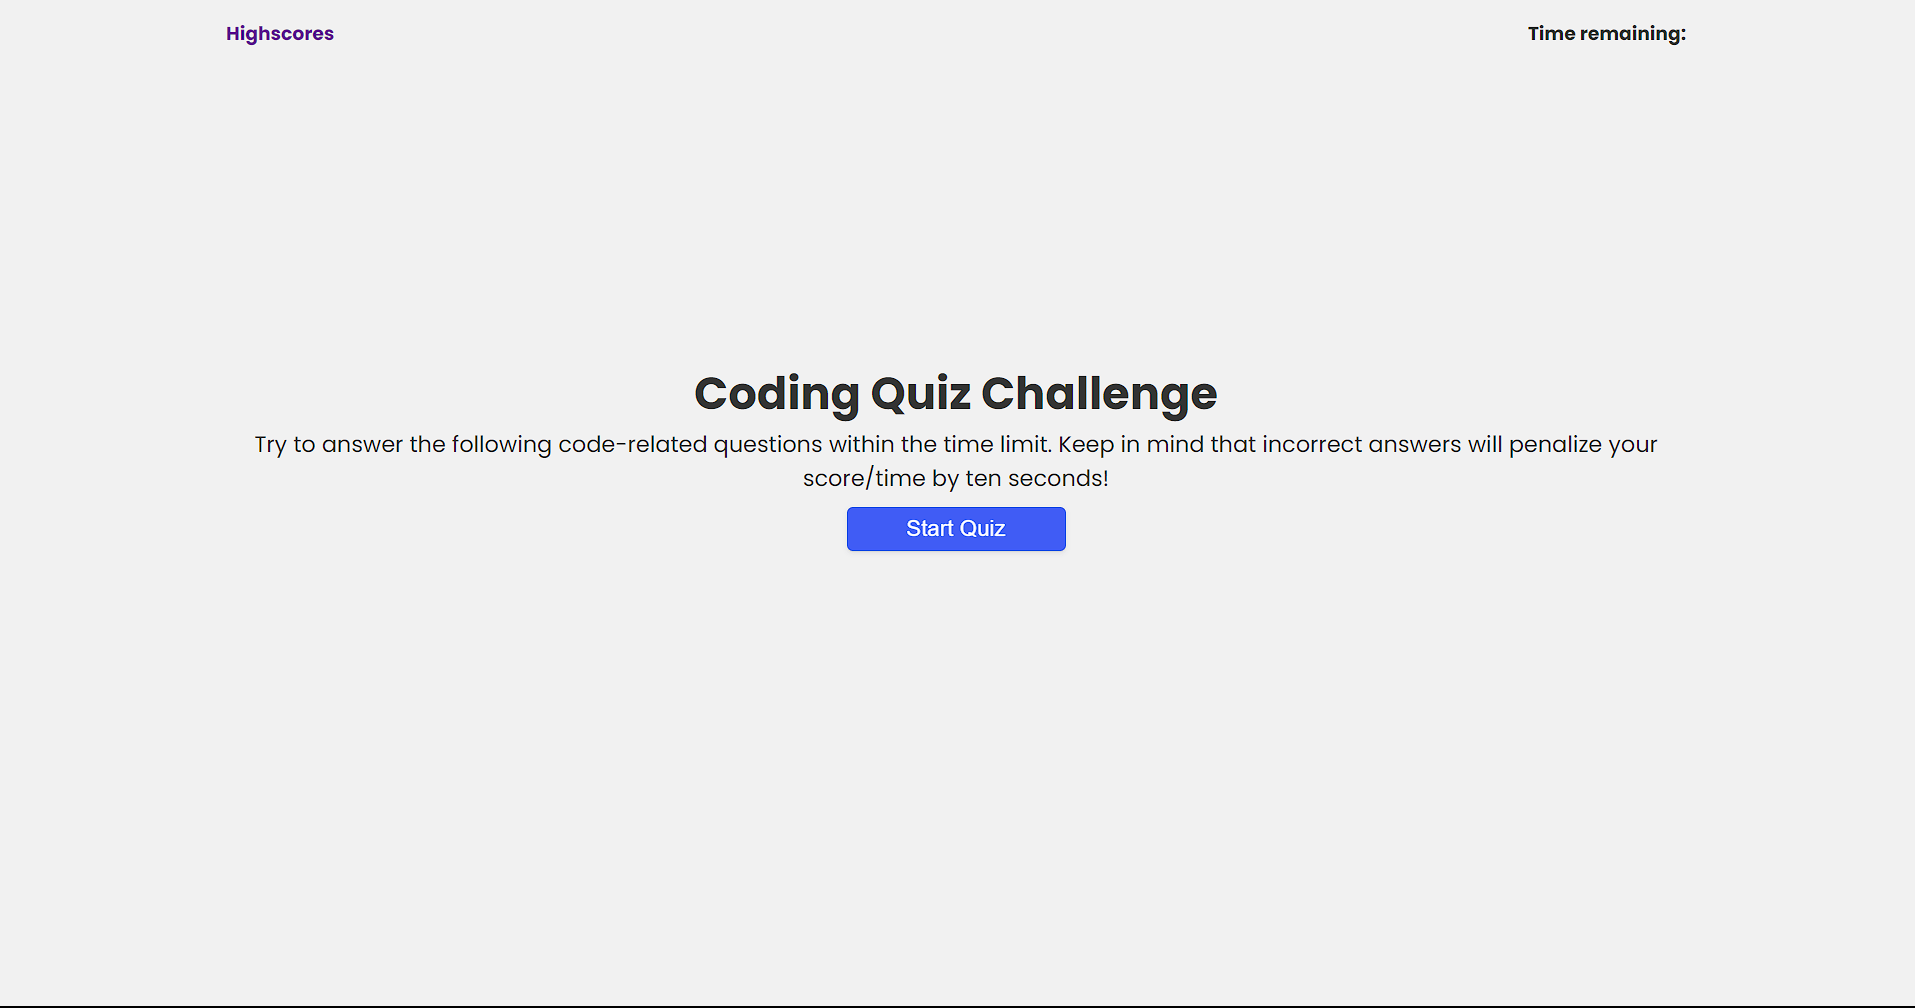 Highscores
Time remaining:
Coding Quiz Challenge
Try to answer the following code-related questions within the time limit. Keep in mind that incorrect answers will penalize your
score/time by ten seconds!
Start Quiz